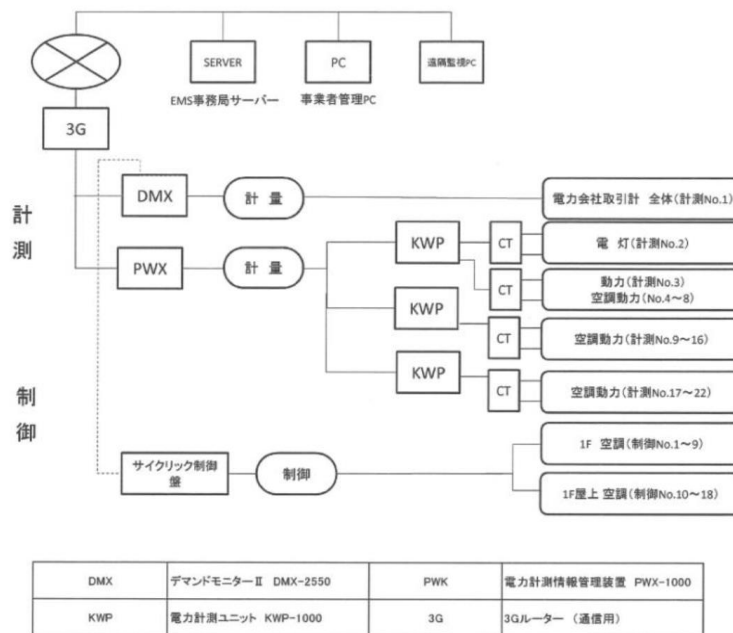 SERVER
PC
遠隔監視PC
EMS事務局サーバー
事業者管理PC
3G
計測
DMX
計 量
電力会社取引計 全体(計測No.1)
PWX
計 量
KWP
CT
電 灯(計測No.2)
CT
動力(計測No.3)
空調動力(No.4～8)
KWP
CT
空調動力(計測No.9～16)
KWP
CT
空調動力(計測No.17～22)
制御
サイクリック制御
盤
制御
1F 空調(制御No.1～9)
1F屋上 空調(制御No.10～18)
DMX
デマンドモニターⅡ DMX-2550
PWK
電力計測情報管理装置 PWX-1000
KWP
電力計測ユニット KWP-1000
3G
3Gルーター （通信用）